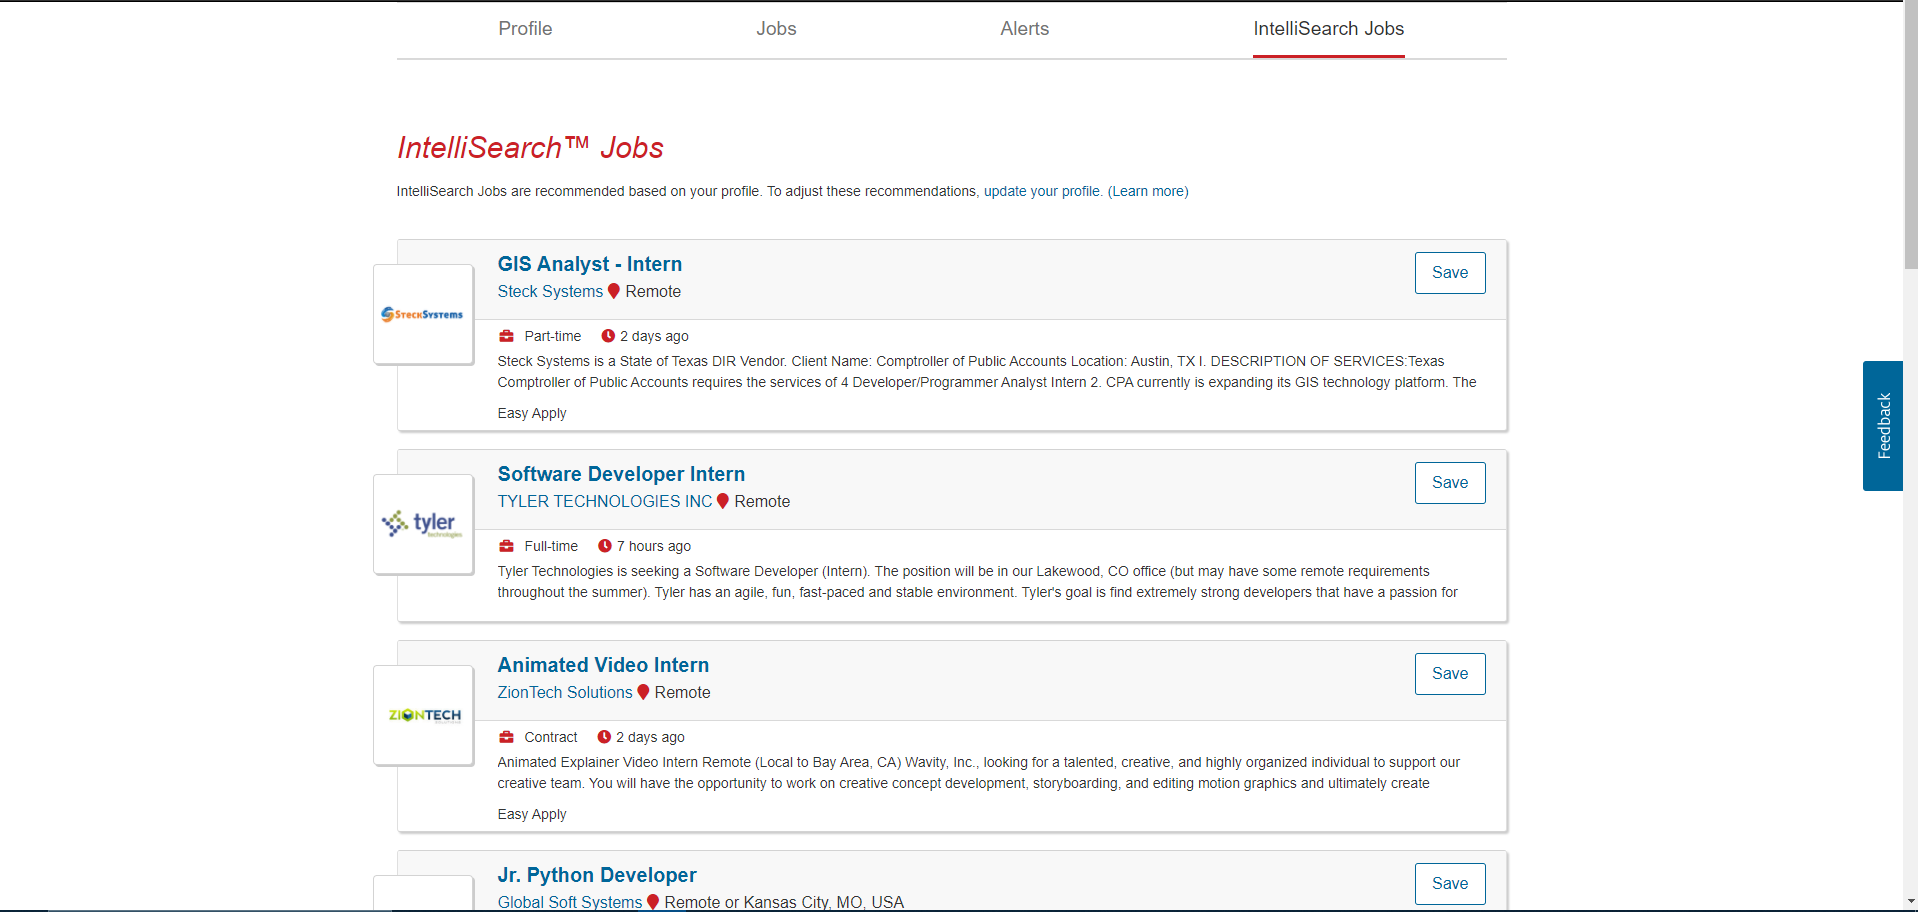 Profile Jobs Alerts IntelliSearch Jobs
IntelliSearch™ Jobs
IntelliSearch Jobs are recommended based on your profile. To adjust these recommendations, update your profile. (Learn more)
GIS Analyst - Intern
Save
Steck Systems Remote
SteckSystems
Part-time 2 days ago
Steck Systems is a State of Texas DIR Vendor. Client Name: Comptroller of Public Accounts Location: Austin, TX I. DESCRIPTION OF SERVICES:Texas
Comptroller of Public Accounts requires the services of 4 Developer/Programmer Analyst Intern 2. CPA currently is expanding its GIS technology platform. The
Easy Apply
Feedback
Software Developer Intern
Save
TYLER TECHNOLOGIES INC Remote
tyler
technologies
Full-time 7 hours ago
Tyler Technologies is seeking a Software Developer (Intern). The position will be in our Lakewood, CO office (but may have some remote requirements
throughout the summer). Tyler has an agile, fun, fast-paced and stable environment. Tyler's goal is find extremely strong developers that have a passion for
Animated Video Intern
Save
ZionTech Solutions Remote
ZIONTECH
Contract 2 days ago
Animated Explainer Video Intern Remote (Local to Bay Area, CA) Wavity, Inc., looking for a talented, creative, and highly organized individual to support our
creative team. You will have the opportunity to work on creative concept development, storyboarding, and editing motion graphics and ultimately create
Easy Apply
Jr. Python Developer
Save
Global Soft Systems Remote or Kansas City, MO, USA